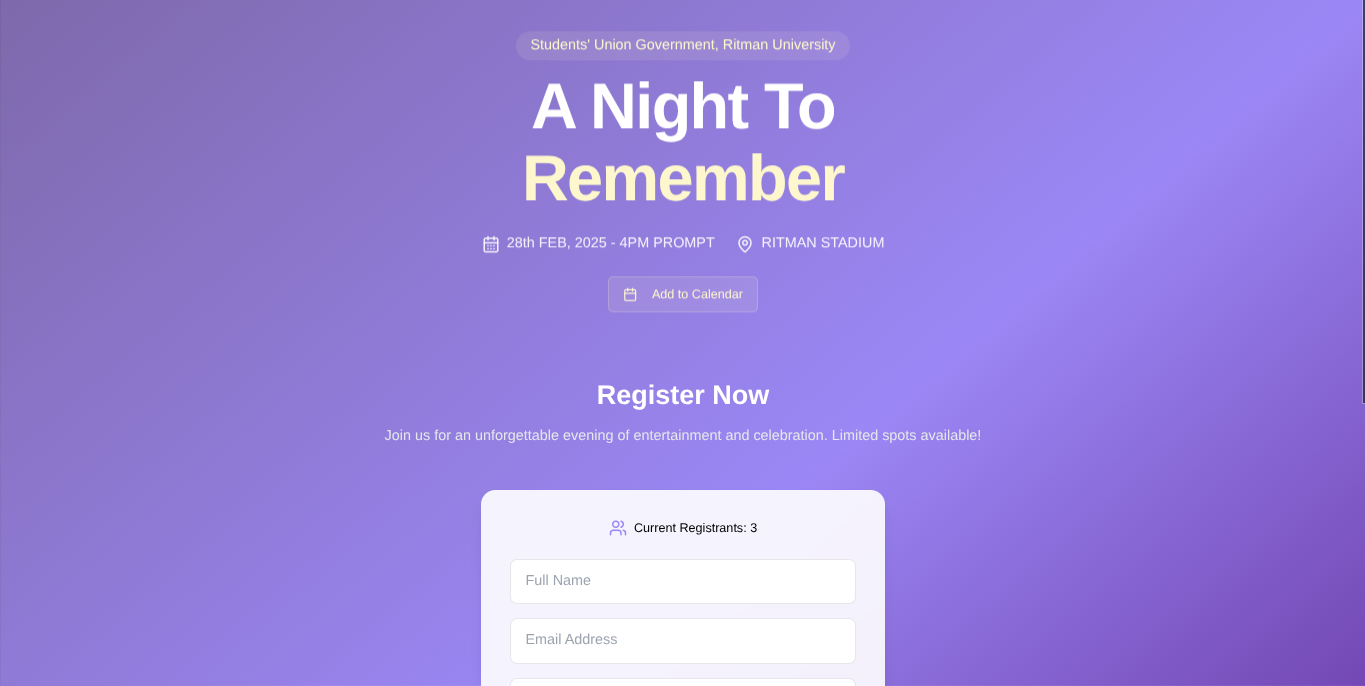 Students' Union Government, Ritman University
A Night To
Remember
28th FEB, 2025 - 4PM PROMPT
RITMAN STADIUM
Add to Calendar
Register Now
Join us for an unforgettable evening of entertainment and celebration. Limited spots available!
Current Registrants: 3
Full Name
Email Address